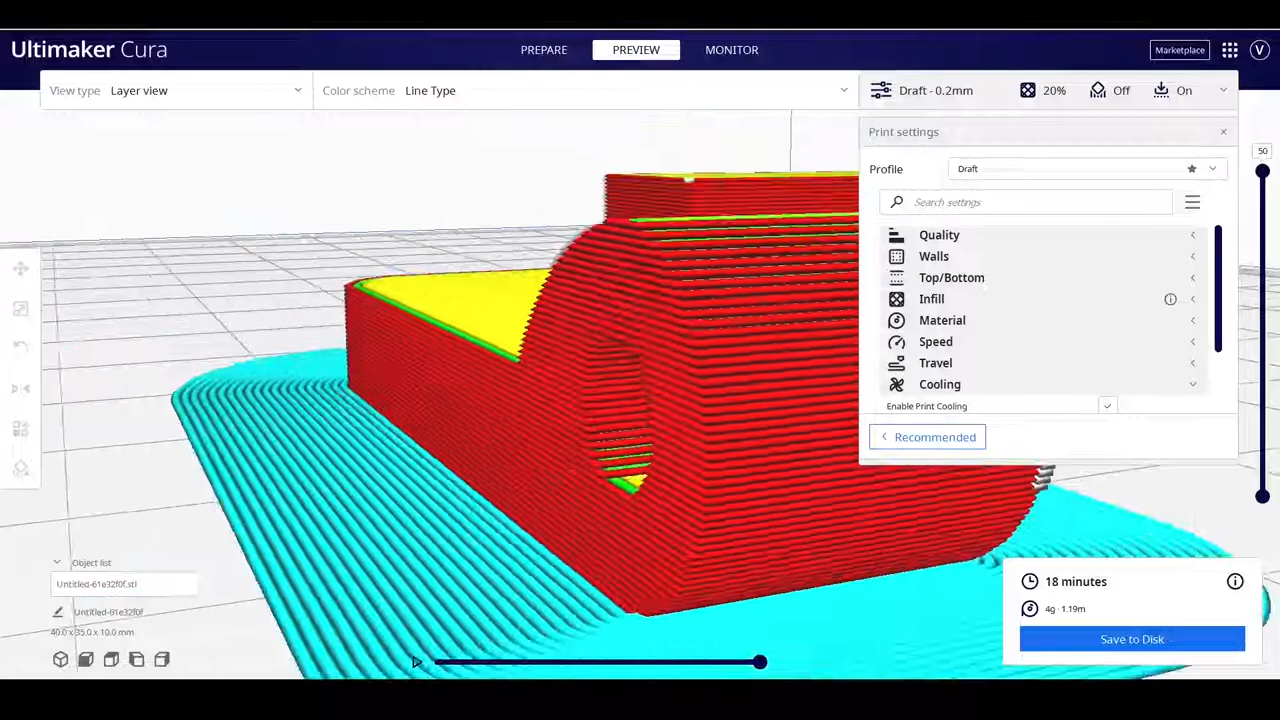 Ultimaker Cura
PREPARE
PREVIEW
MONITOR
Marketplace
V
View type Layer view
Color scheme Line Type
Draft - 0.2mm
20%
Off
On
Print settings
50
Profile
Draft
Search settings
Quality
Walls
Top/Bottom
Infill
Material
Speed
Travel
Cooling
Enable Print Cooling
Recommended
Object list
Untitled-61e32f0f.stl
Untitled-61e32f0f
40.0 x 35.0 x 10.0 mm
18 minutes
4g · 1.19m
Save to Disk